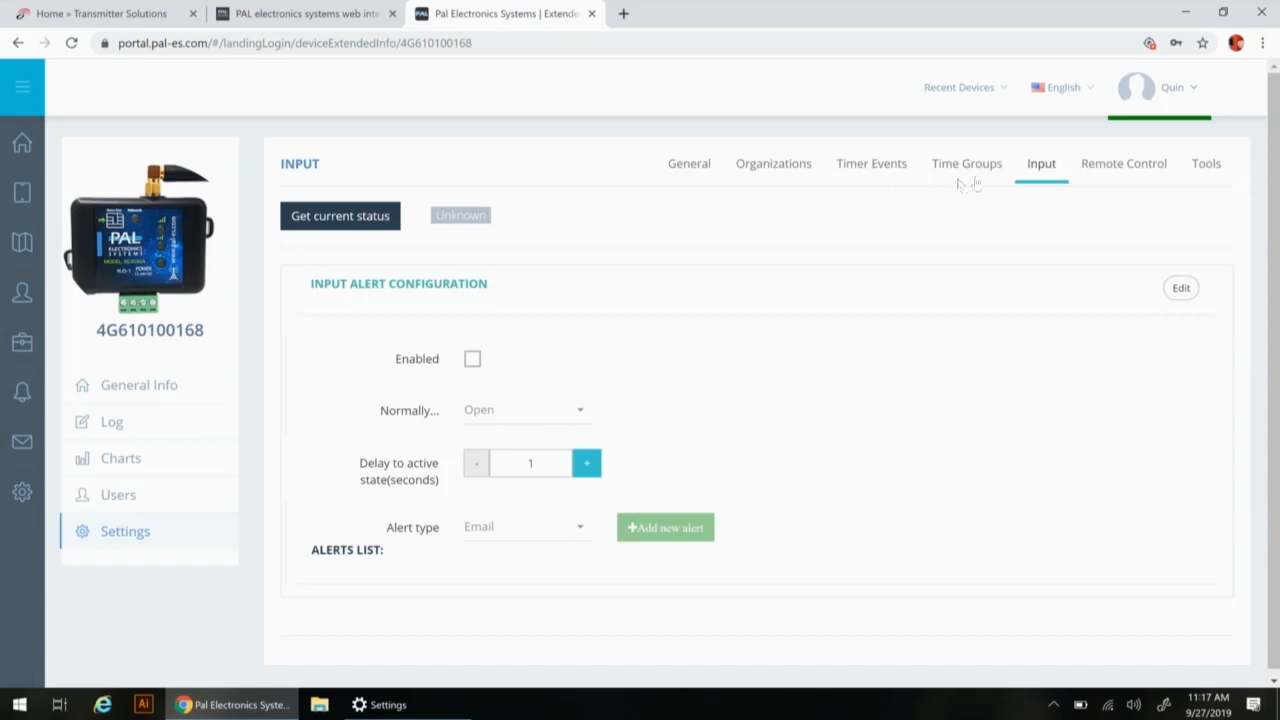 Home » Transmitter Solutions
PAL electronics systems web inte
Pal Electronics Systems | Extende
portal.pal-es.com/#/landingLogin/deviceExtendedInfo/4G610100168
Recent Devices
English
Quin
INPUT
General
Organizations
Timer Events
Time Groups
Input
Remote Control
Tools
Get current status
Unknown
PAL
ELECTRONICS
SYSTEMS
4G610100168
General Info
Log
Charts
Users
Settings
INPUT ALERT CONFIGURATION
Edit
Enabled
Normally...
Open
Delay to active
state(seconds)
-
1
+
Alert type
Email
+Add new alert
ALERTS LIST:
Ai
Pal Electronics Syste...
Settings
11:17 AM
9/27/2019